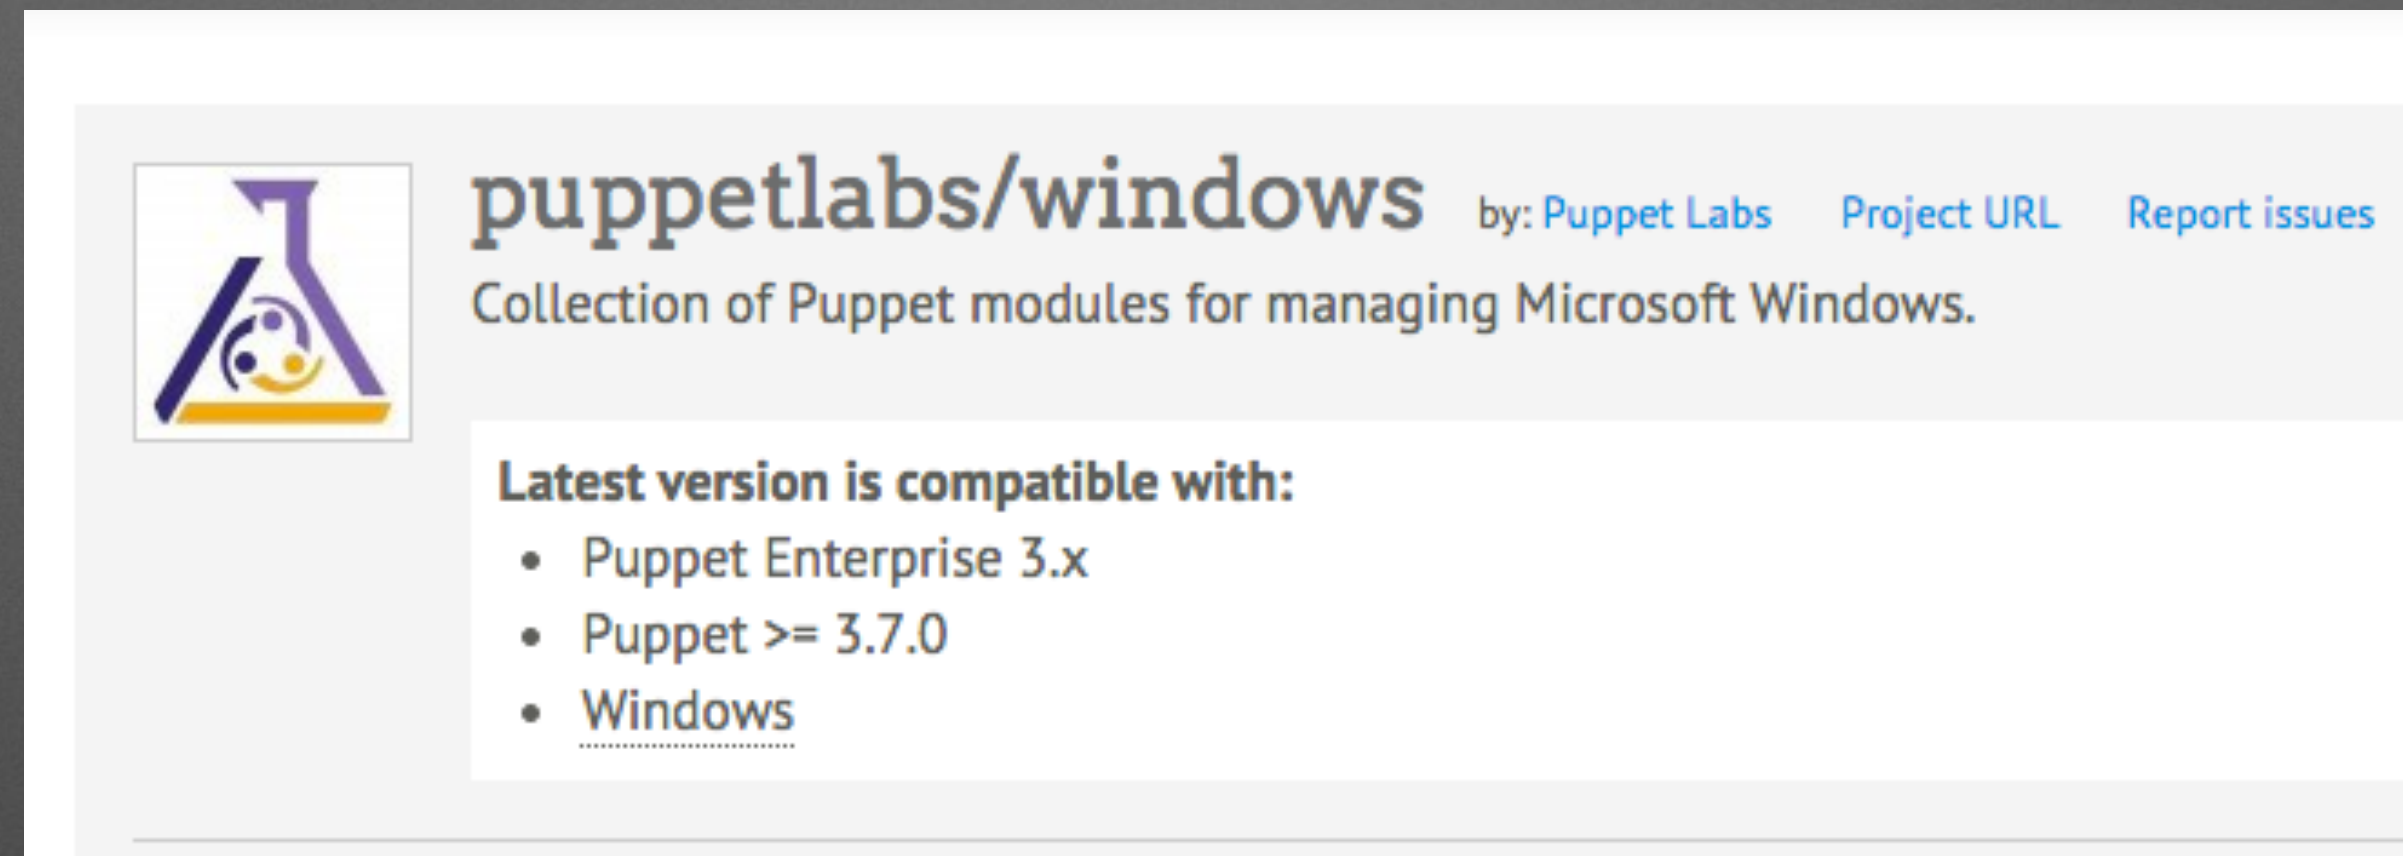 puppetlabs/windows by: Puppet Labs Project URL Report issues
Collection of Puppet modules for managing Microsoft Windows.
Latest version is compatible with:
• Puppet Enterprise 3.x
• Puppet >= 3.7.0
• Windows